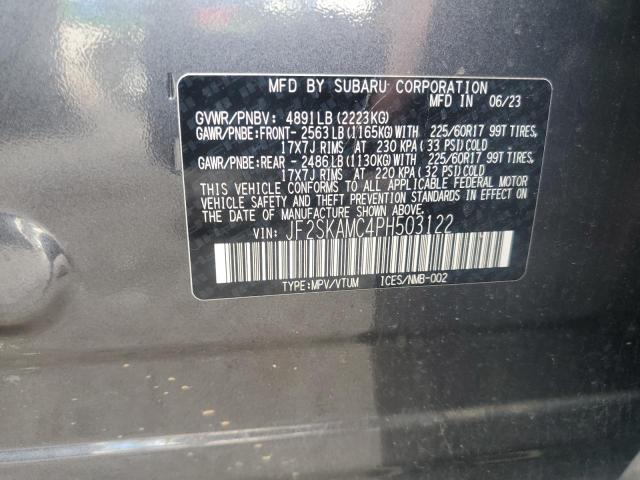 MFD BY SUBARU CORPORATION
MFD IN 06/23
GVWR/PNBV: 4891LB (2223KG)
GAWR/PNBE:FRONT-2563LB(1165KG)WITH 225/60R17 99T TIRES,
17X7J RIMS AT 230 KPA (33 PSI)COLD
GAWR/PNBE:REAR -2486LB(1130KG)WITH 225/60R17 99T TIRES,
17X7J RIMS AT 220 KPA (32 PSI)COLD
THIS VEHICLE CONFORMS TO ALL APPLICABLE FEDERAL MOTOR
VEHICLE SAFETY AND THEFT PREVENTION STANDARDS IN EFFECT ON
THE DATE OF MANUFACTURE SHOWN ABOVE.
VIN: JF2SKAMC4PH503122
TYPE:MPV/VTUM ICES/NMB-002